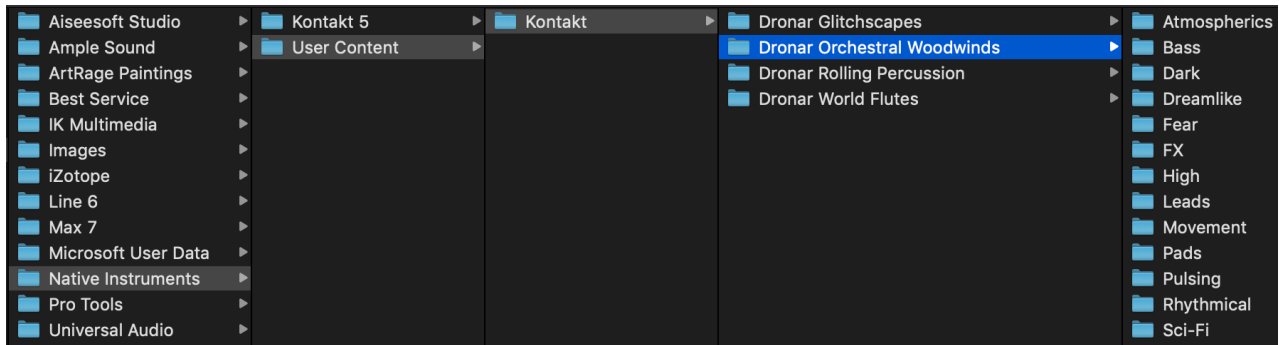 Aiseesoft Studio
Ample Sound
ArtRage Paintings
Best Service
IK Multimedia
Images
iZotope
Line 6
Max 7
Microsoft User Data
Native Instruments
Pro Tools
Universal Audio
Kontakt 5
User Content
Kontakt
Dronar Glitchscapes
Dronar Orchestral Woodwinds
Dronar Rolling Percussion
Dronar World Flutes
Atmospherics
Bass
Dark
Dreamlike
Fear
FX
High
Leads
Movement
Pads
Pulsing
Rhythmical
Sci-Fi